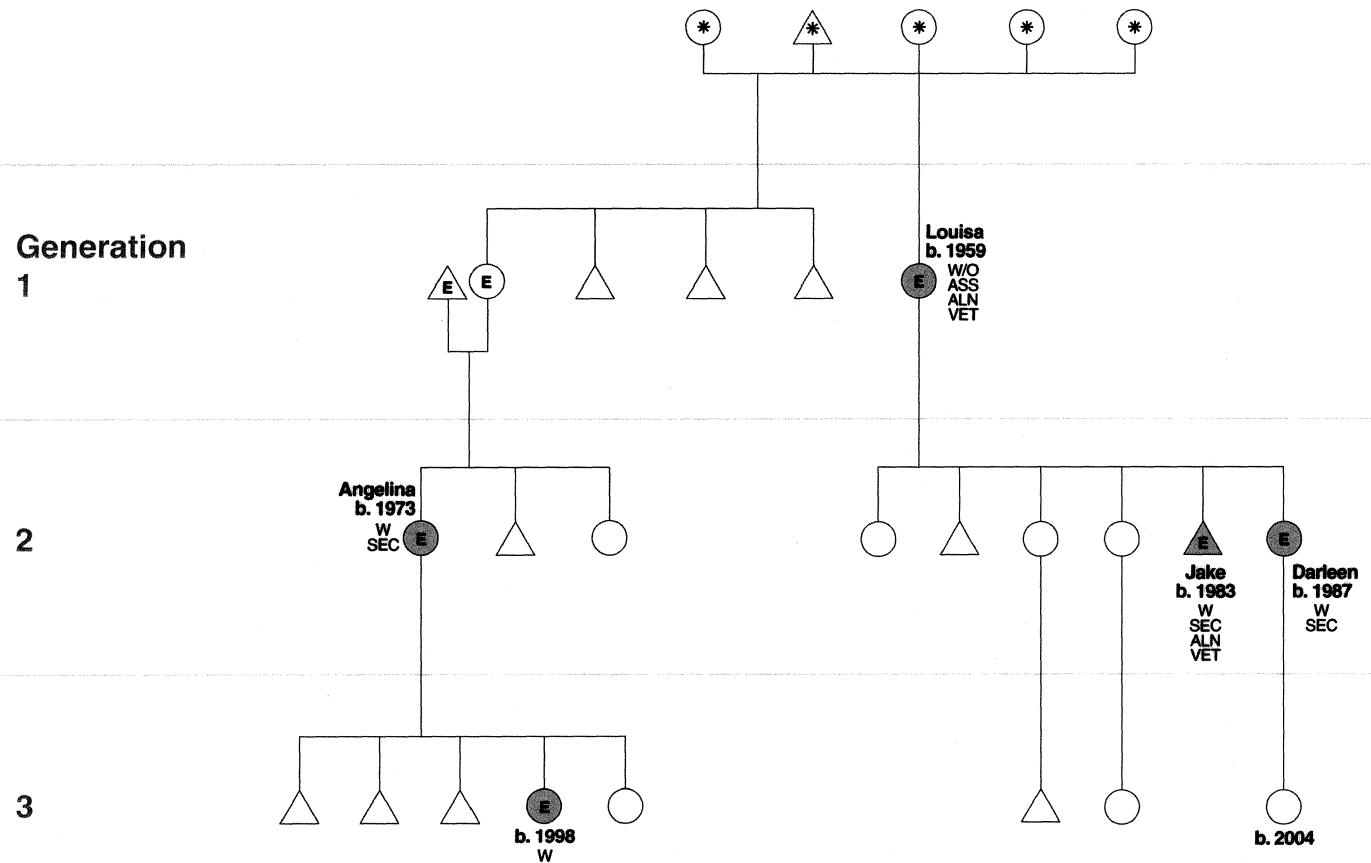 * * * * *
Generation
1
E E
Louisa
b. 1959
E
W/O
ASS
ALN
VET
2
Angelina
b. 1973
W
SEC
E
E
Jake
b. 1983
W
SEC
ALN
VET
E
Darleen
b. 1987
W
SEC
3
E
b. 1998
W
b. 2004